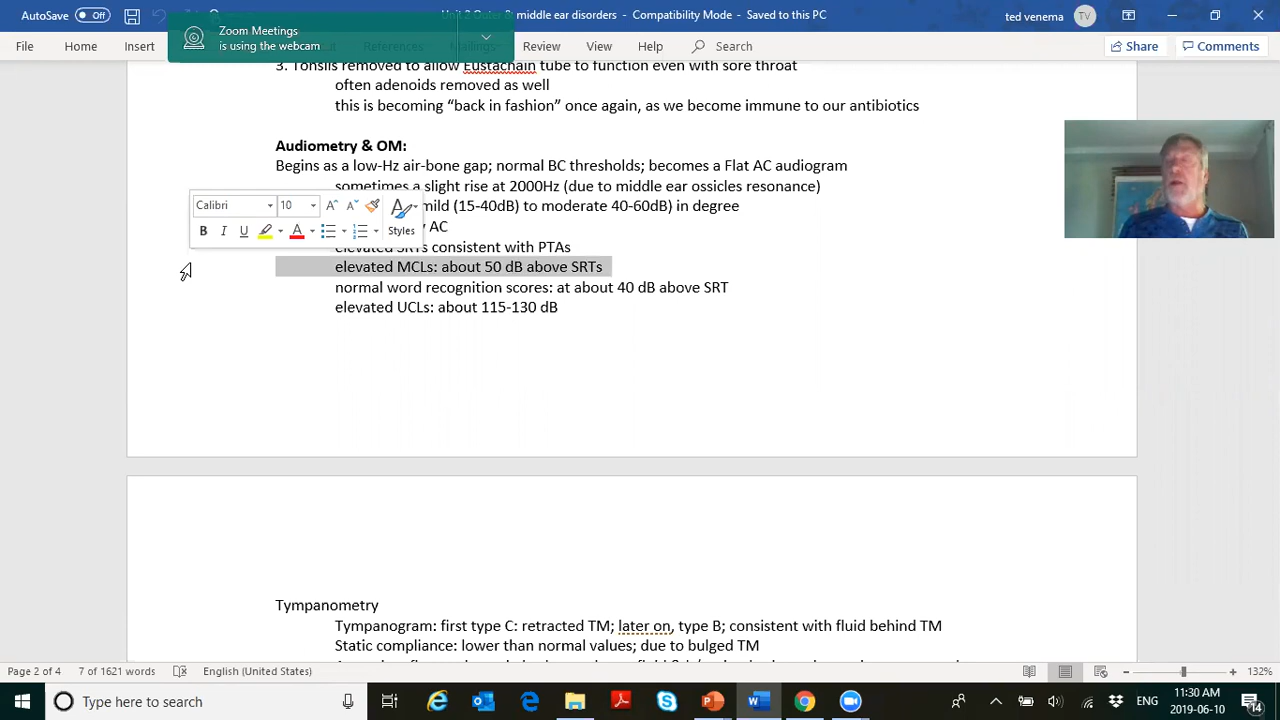 AutoSave Off Unit 2 Outer & middle ear disorders - Compatibility Mode - Saved to this PC ted venema TV
Zoom Meetings
is using the webcam
File Home Insert References Mailings Review View Help Search Share Comments
3. Tonsils removed to allow Eustachain tube to function even with sore throat
often adenoids removed as well
this is becoming “back in fashion” once again, as we become immune to our antibiotics
Audiometry & OM:
Begins as a low-Hz air-bone gap; normal BC thresholds; becomes a Flat AC audiogram
sometimes a slight rise at 2000Hz (due to middle ear ossicles resonance)
mild (15-40dB) to moderate 40-60dB) in degree
AC
elevated SRTs consistent with PTAs
Calibri 10
B I U A Styles
elevated MCLs: about 50 dB above SRTs
normal word recognition scores: at about 40 dB above SRT
elevated UCLs: about 115-130 dB
Tympanometry
Tympanogram: first type C: retracted TM; later on, type B; consistent with fluid behind TM
Static compliance: lower than normal values; due to bulged TM
Page 2 of 4 7 of 1621 words English (United States) 132%
Type here to search ENG 11:30 AM
2019-06-10 14